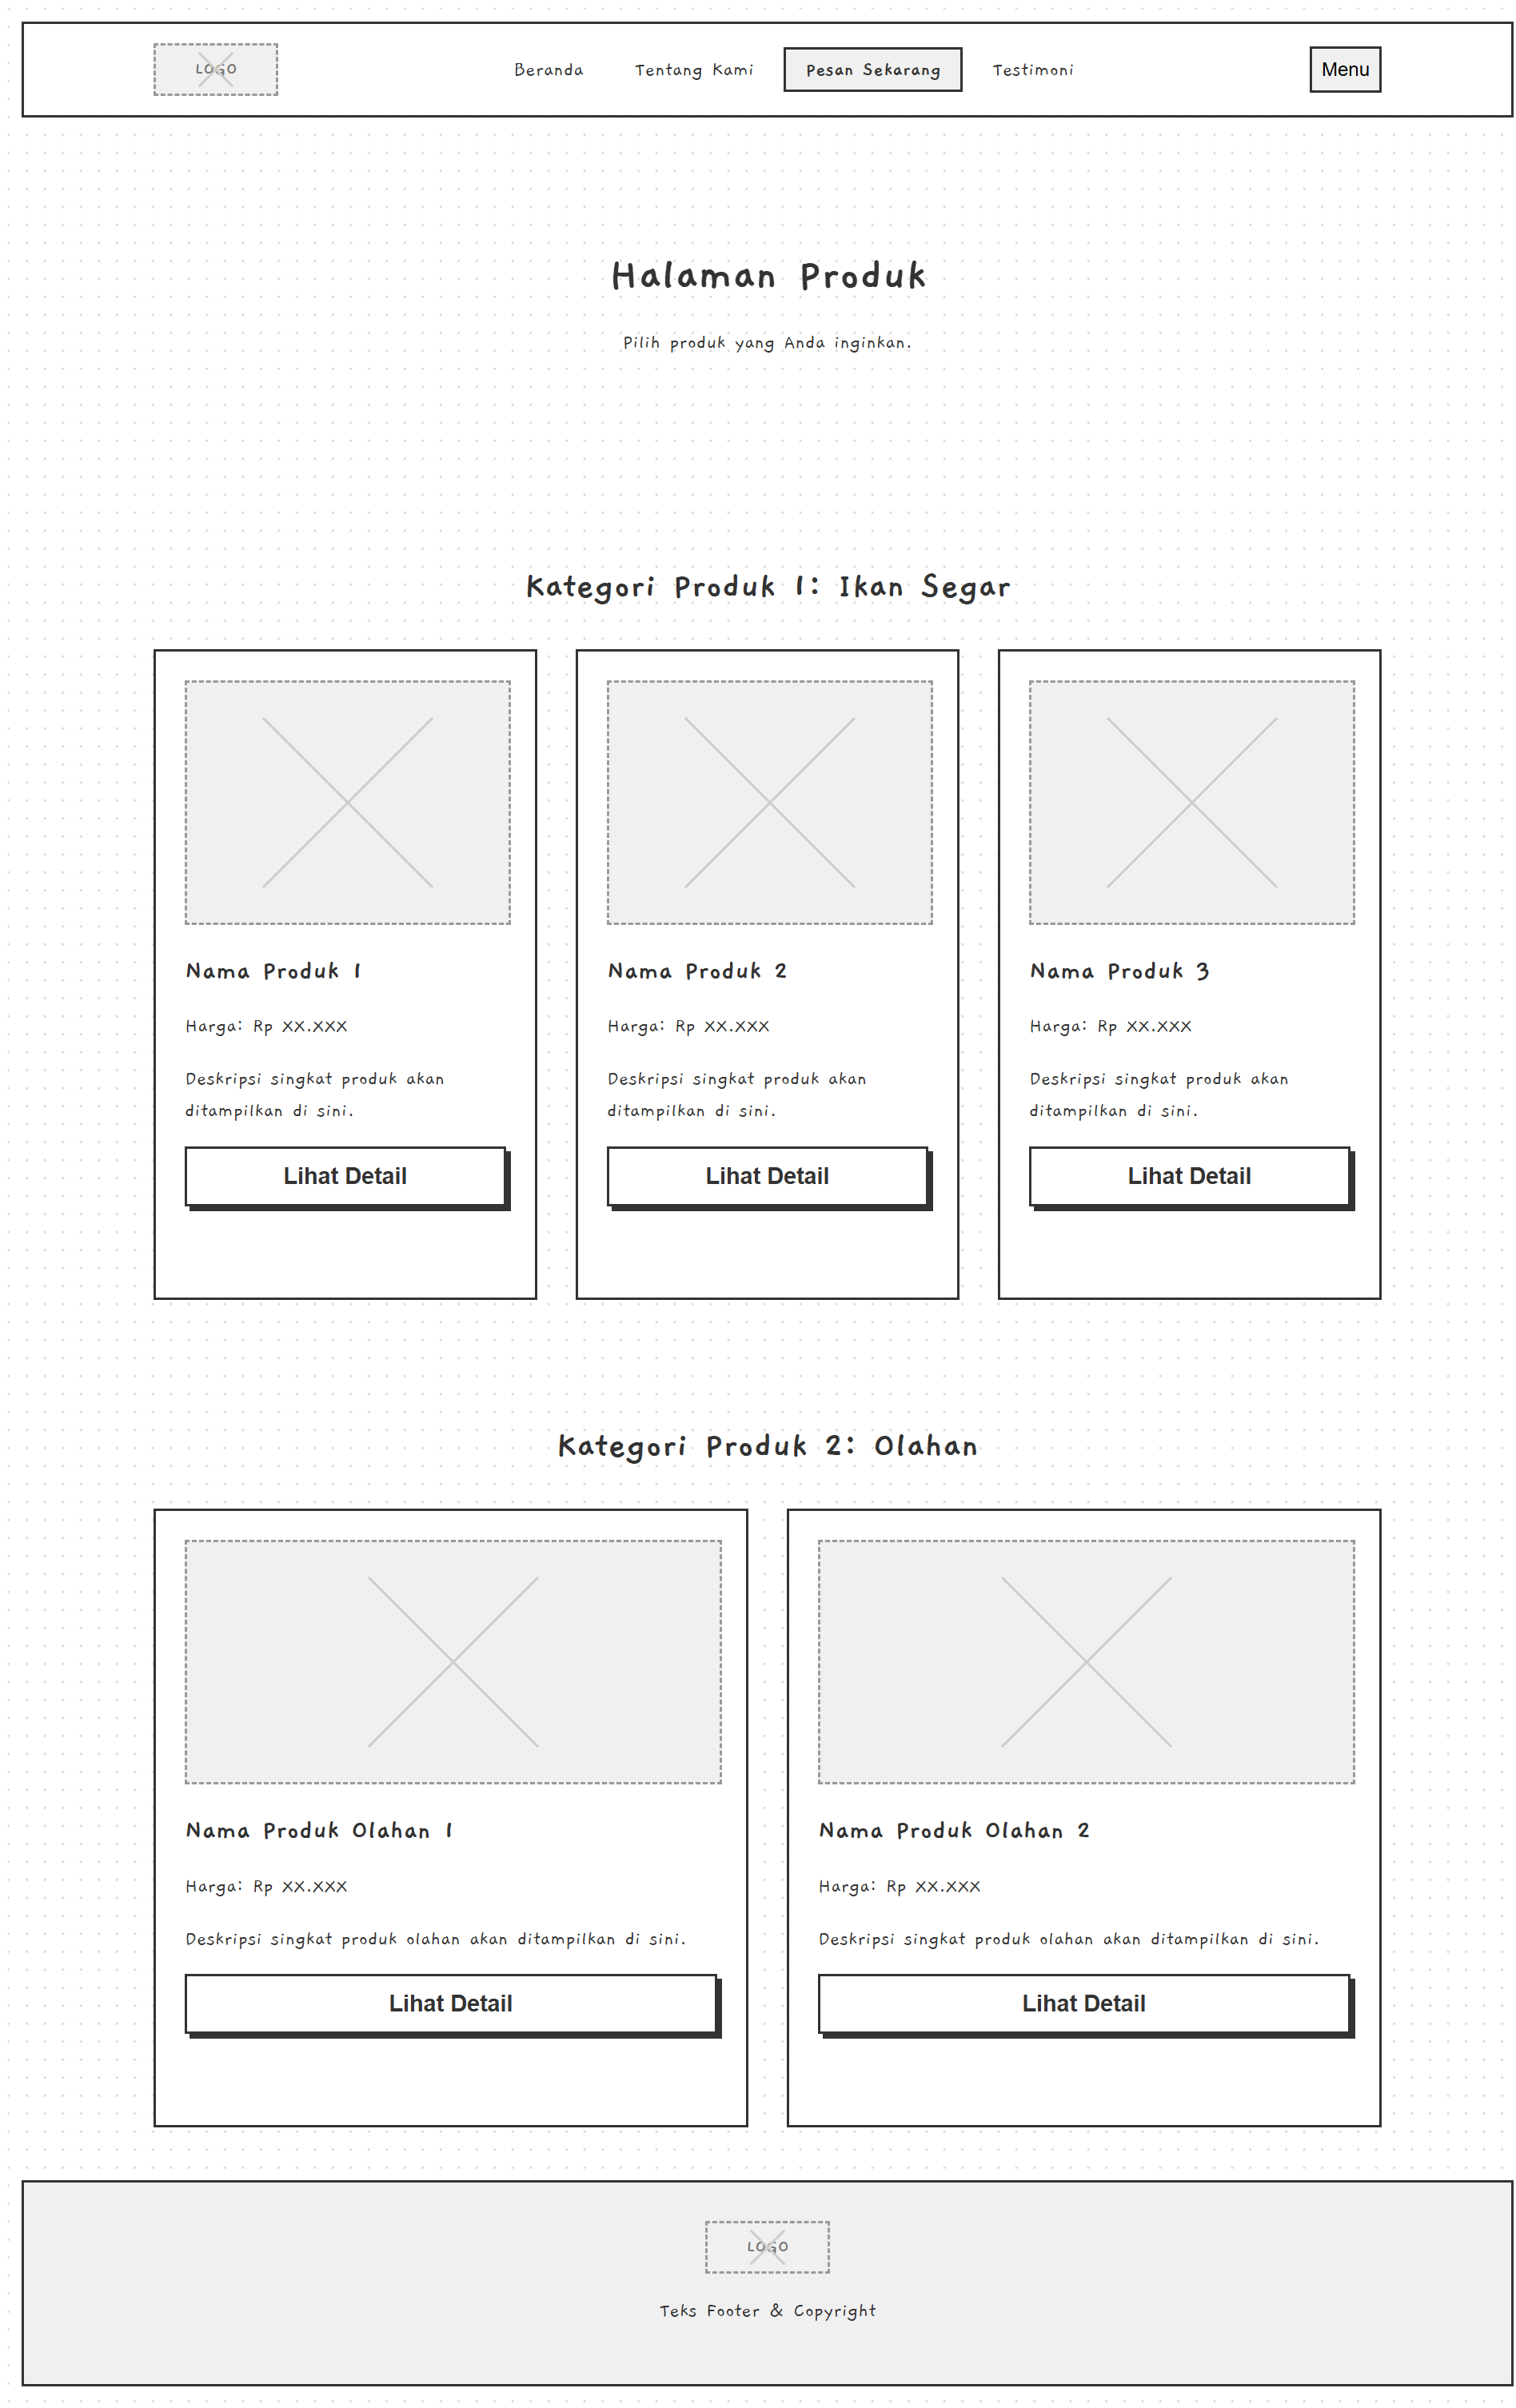 LOGO
Beranda
Tentang Kami
Pesan Sekarang
Testimoni
Menu
Halaman Produk
Pilih produk yang Anda inginkan.
Kategori Produk 1: Ikan Segar
Nama Produk 1
Harga: Rp XX.XXX
Deskripsi singkat produk akan
ditampilkan di sini.
Lihat Detail
Nama Produk 2
Harga: Rp XX.XXX
Deskripsi singkat produk akan
ditampilkan di sini.
Lihat Detail
Nama Produk 3
Harga: Rp XX.XXX
Deskripsi singkat produk akan
ditampilkan di sini.
Lihat Detail
Kategori Produk 2: Olahan
Nama Produk Olahan 1
Harga: Rp XX.XXX
Deskripsi singkat produk olahan akan ditampilkan di sini.
Lihat Detail
Nama Produk Olahan 2
Harga: Rp XX.XXX
Deskripsi singkat produk olahan akan ditampilkan di sini.
Lihat Detail
LOGO
Teks Footer & Copyright